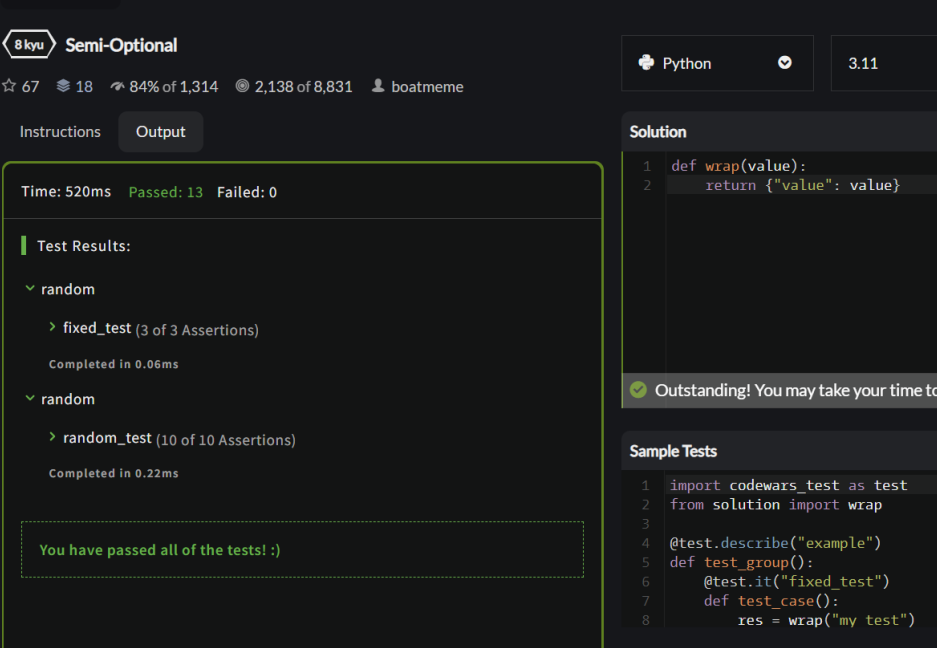 8 kyu Semi-Optional
67 18 84% of 1,314 2,138 of 8,831 boatmeme
Instructions Output
Time: 520ms Passed: 13 Failed: 0
Test Results:
random
fixed_test (3 of 3 Assertions)
Completed in 0.06ms
random
random_test (10 of 10 Assertions)
Completed in 0.22ms
You have passed all of the tests! :)
Python 3.11
Solution
1 def wrap(value):
2 return {"value": value}
Outstanding! You may take your time to
Sample Tests
1 import codewars_test as test
2 from solution import wrap
3
4 @test.describe("example")
5 def test_group():
6 @test.it("fixed_test")
7 def test_case():
8 res = wrap("my test")